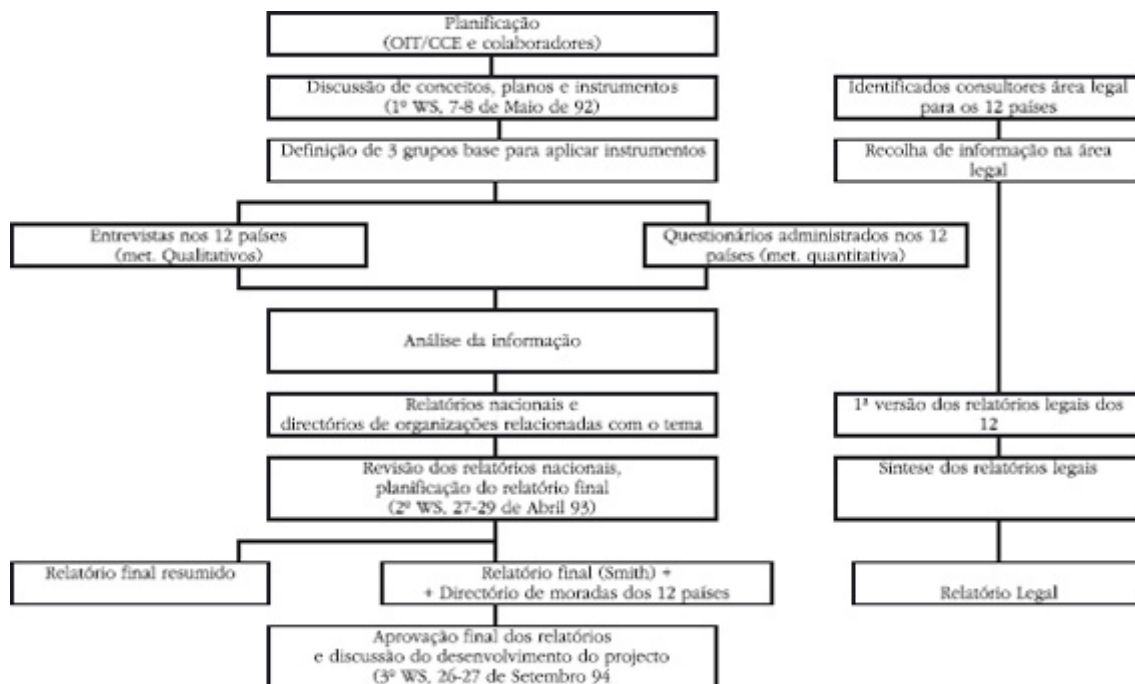 Planificação
(OIT/CCE e colaboradores)
Discussão de conceitos, planos e instrumentos
(1º WS, 7-8 de Maio de 92)
Identificados consultores área legal
para os 12 países
Definição de 3 grupos base para aplicar instrumentos
Recolha de informação na área
legal
Entrevistas nos 12 países
(met. Qualitativos)
Questionários administrados nos 12
países (met. quantitativa)
Análise da informação
Relatórios nacionais e
directórios de organizações relacionadas com o tema
1ª versão dos relatórios legais dos
12
Revisão dos relatórios nacionais,
planificação do relatório final
(2º WS, 27-29 de Abril 93)
Síntese dos relatórios legais
Relatório final resumido
Relatório final (Smith) +
+ Directório de moradas dos 12 países
Relatório Legal
Aprovação final dos relatórios
e discussão do desenvolvimento do projecto
(3º WS, 26-27 de Setembro 94